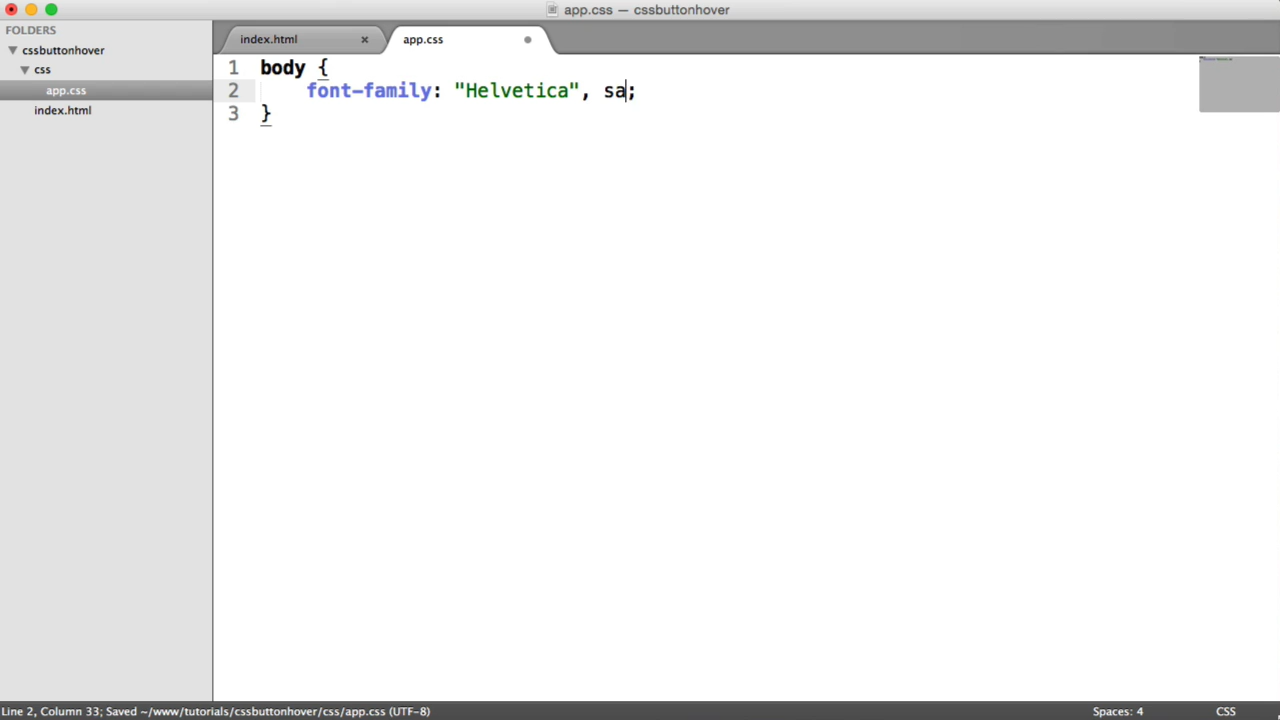 app.css — cssbuttonhover
FOLDERS
cssbuttonhover
css
app.css
index.html
index.html ×
app.css
1 body {
2     font-family: "Helvetica", sa;
3 }
Line 2, Column 33; Saved ~/www/tutorials/cssbuttonhover/css/app.css (UTF-8)
Spaces: 4
CSS